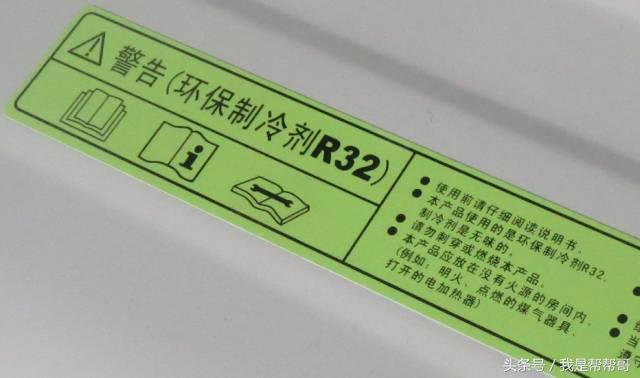 警告(环保制冷剂R32)
● 使用前请仔细阅读说明书。
● 本产品使用的是环保制冷剂R32,
制冷剂是无味的。
● 请勿刺穿或燃烧本产品。
● 本产品应放在没有火源的房间内。
(例如：明火、点燃的煤气器具、
打开的电加热器)
头条号 / 我是帮帮哥